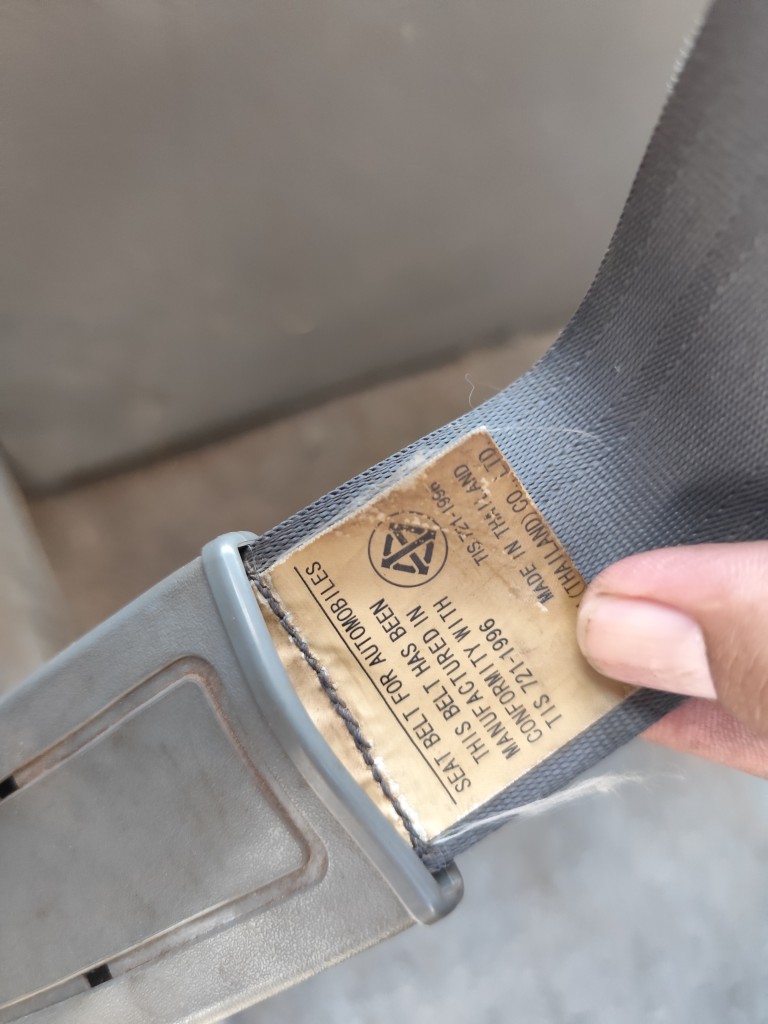 SEAT BELT FOR AUTOMOBILES
THIS BELT HAS BEEN
MANUFACTURED IN
CONFORMITY WITH
TIS 721-1996
TIS 721-1996
MADE IN THAILAND
(THAILAND) CO., LTD.